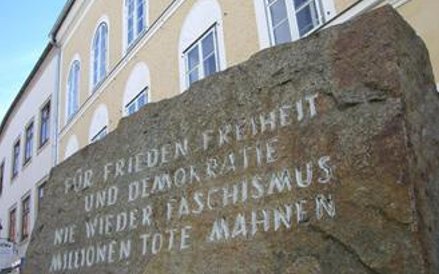 FÜR FRIEDEN FREIHEIT
UND DEMOKRATIE
NIE WIEDER FASCHISMUS
MILLIONEN TOTE MAHNEN